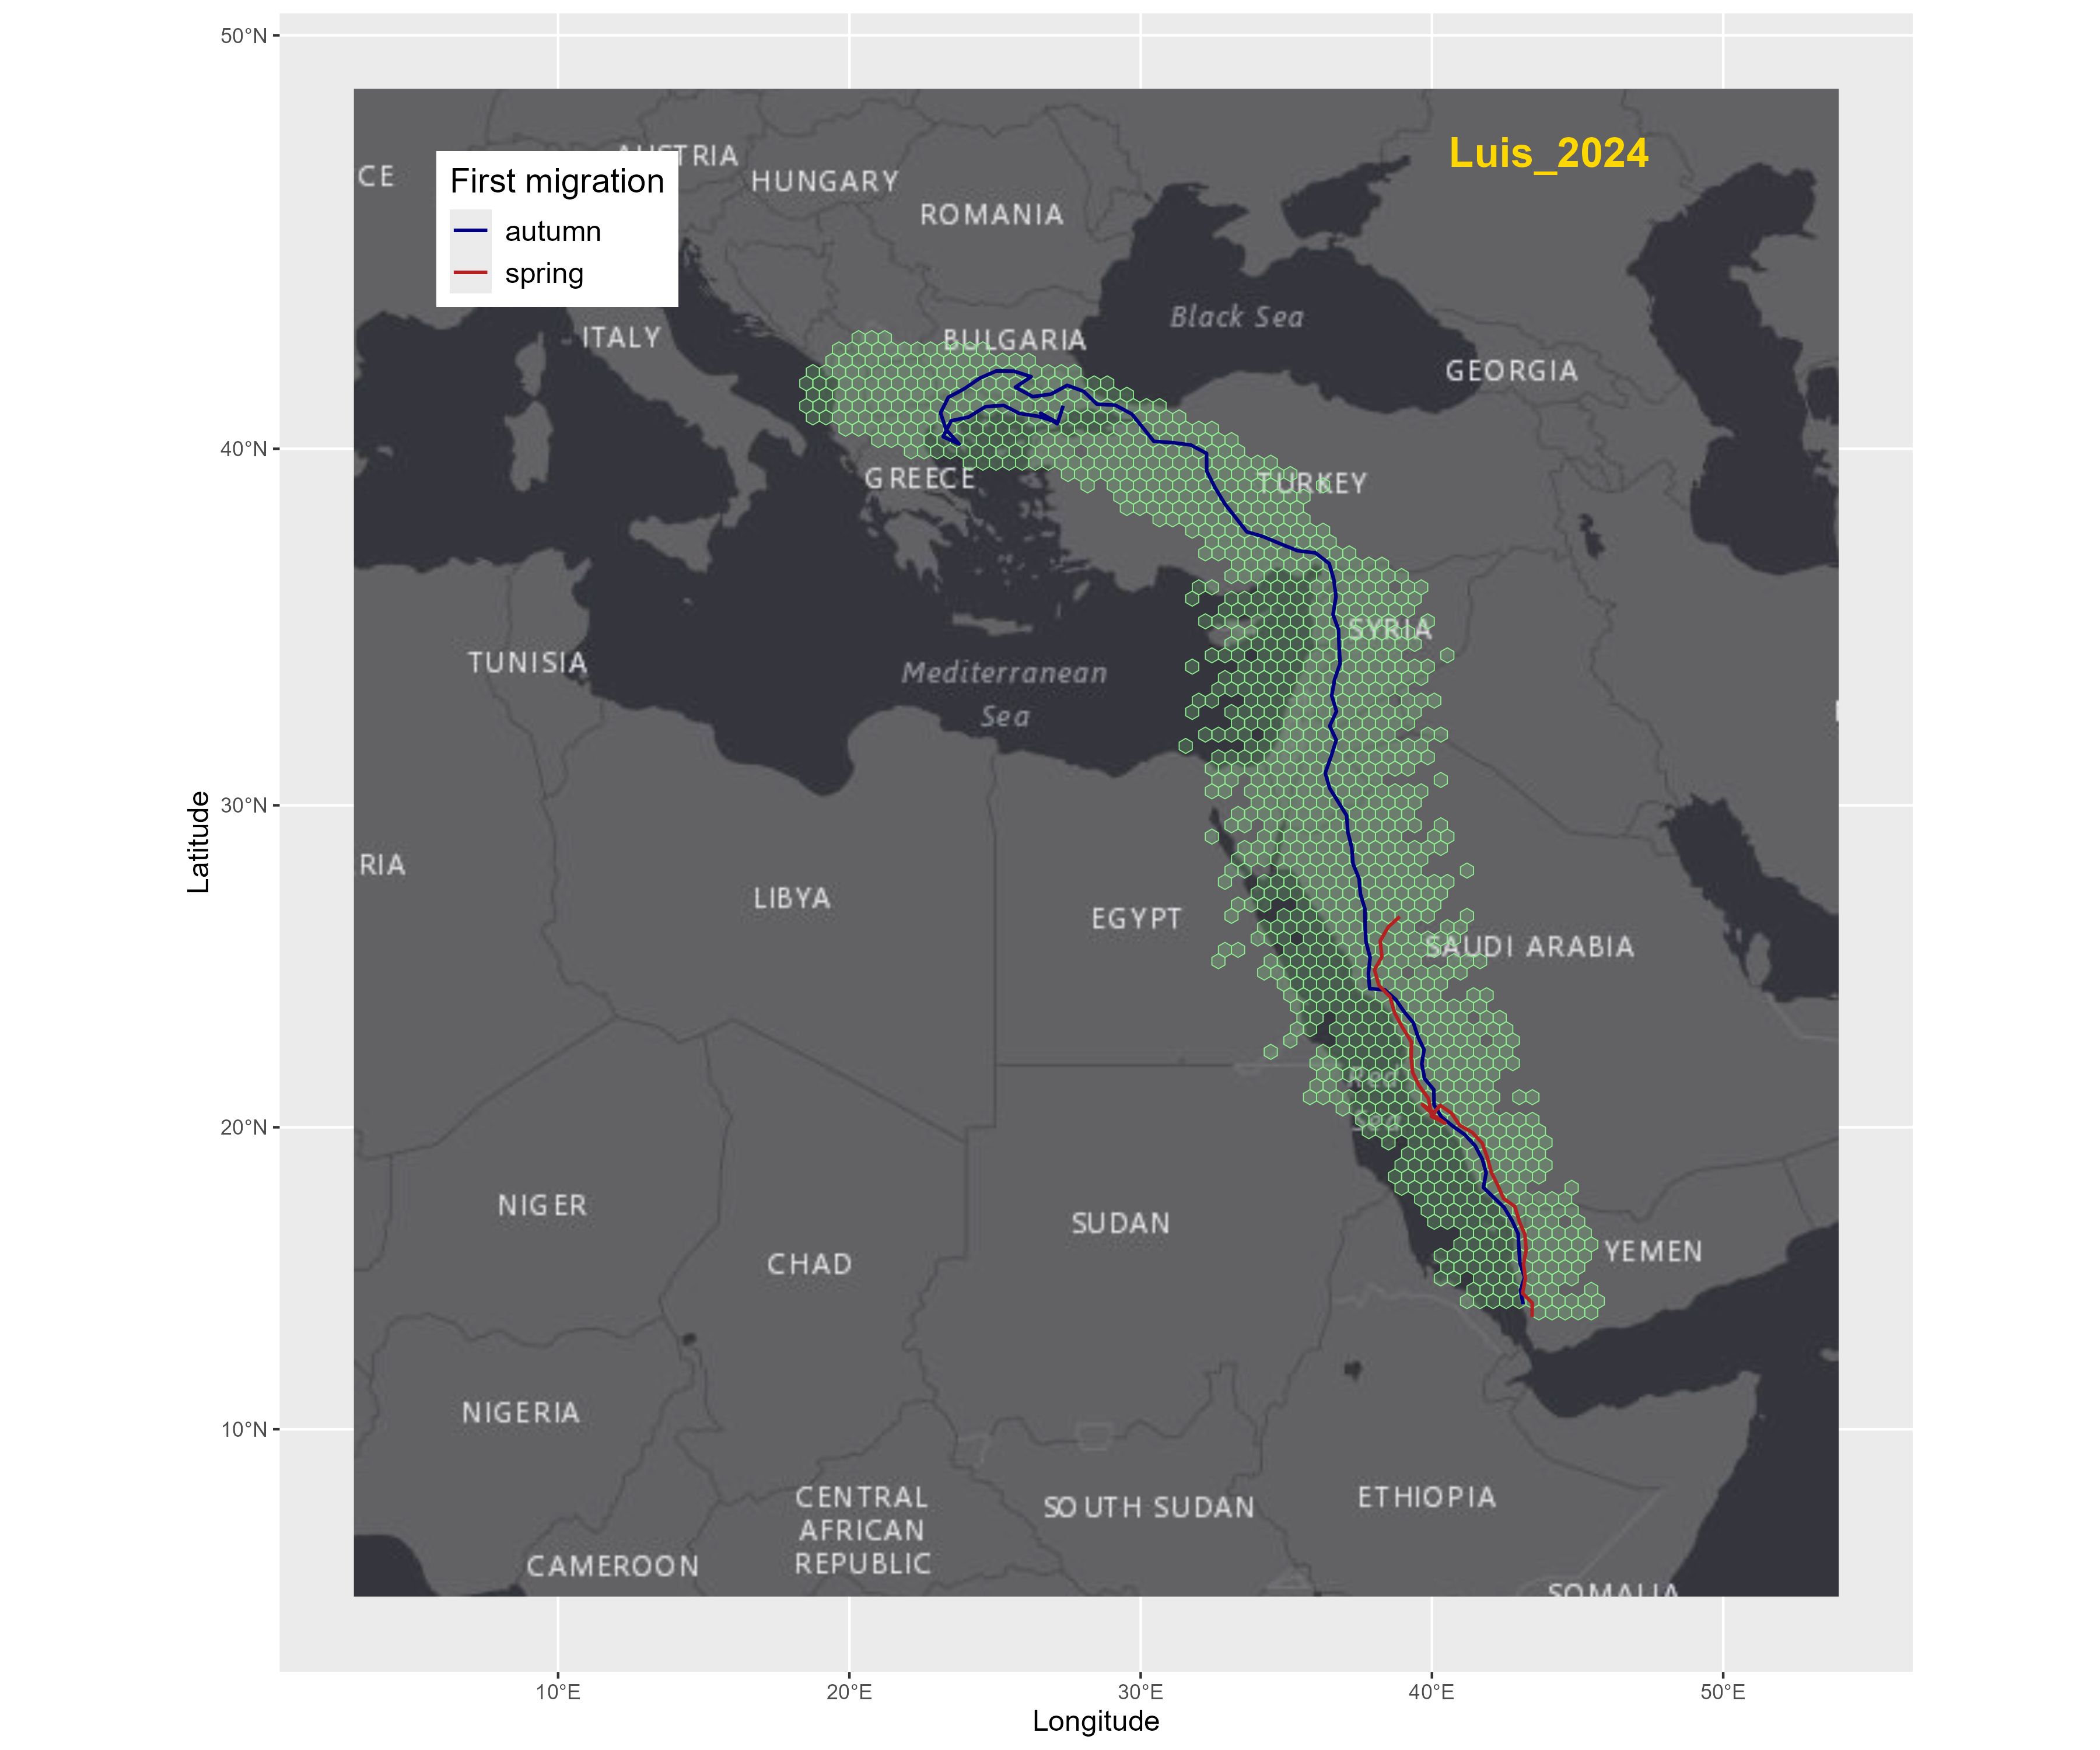 50°N
Luis_2024
AUSTRIA
CE
HUNGARY
First migration
autumn
spring
ROMANIA
Black Sea
ITALY
BULGARIA
GEORGIA
40°N
GREECE
TURKEY
SYRIA
TUNISIA
Mediterranean
Sea
30°N
Latitude
RIA
LIBYA
EGYPT
SAUDI ARABIA
Red
Sea
20°N
NIGER
SUDAN
YEMEN
CHAD
NIGERIA
10°N
CENTRAL
AFRICAN
REPUBLIC
SOUTH SUDAN
ETHIOPIA
CAMEROON
SOMALIA
10°E
20°E
30°E
40°E
50°E
Longitude